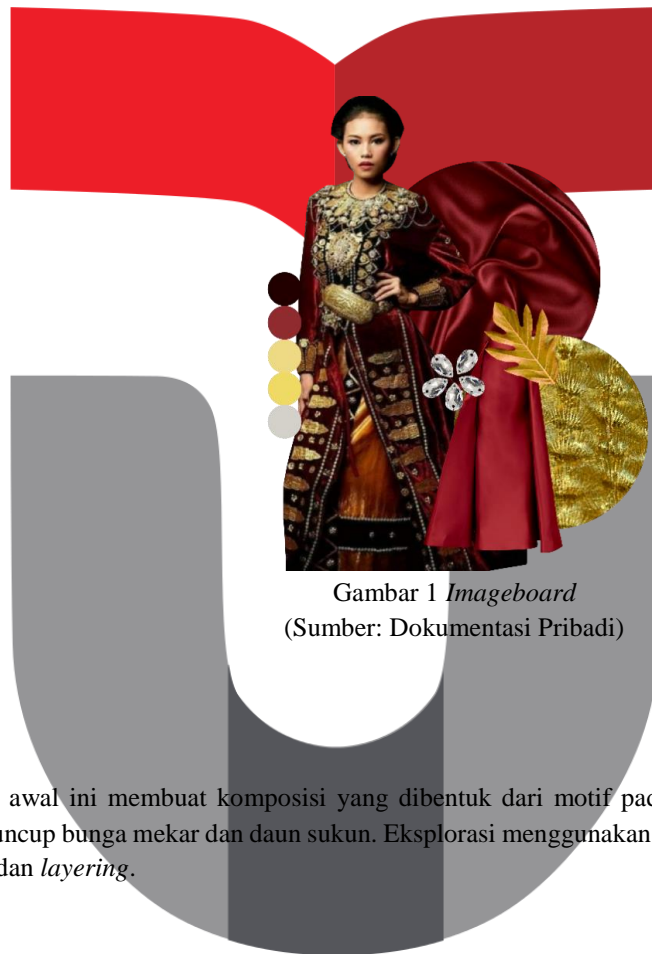 Gambar 1 Imageboard
(Sumber: Dokumentasi Pribadi)
awal ini membuat komposisi yang dibentuk dari motif pad
uncup bunga mekar dan daun sukun. Eksplorasi menggunakan
dan layering.